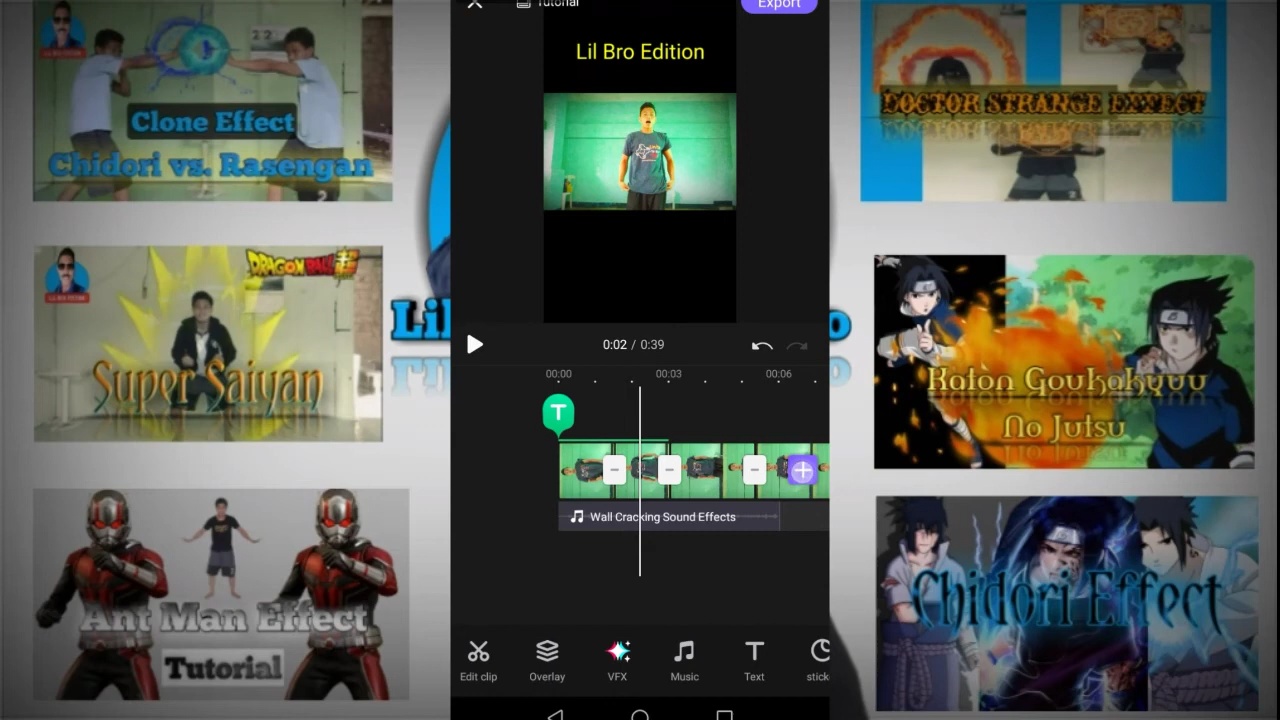 Clone Effect
Chidori vs. Rasengan
DRAGON BALL
Super Saiyan
Ant Man Effect
Tutorial
Lil
Tutorial
Export
Lil Bro Edition
0:02 / 0:39
00:00
00:03
00:06
T
Wall Cracking Sound Effects
Edit clip
Overlay
VFX
Music
Text
stick
DOCTOR STRANGE EFFECT
Katon Goukakyuu
No Jutsu
Chidori Effect